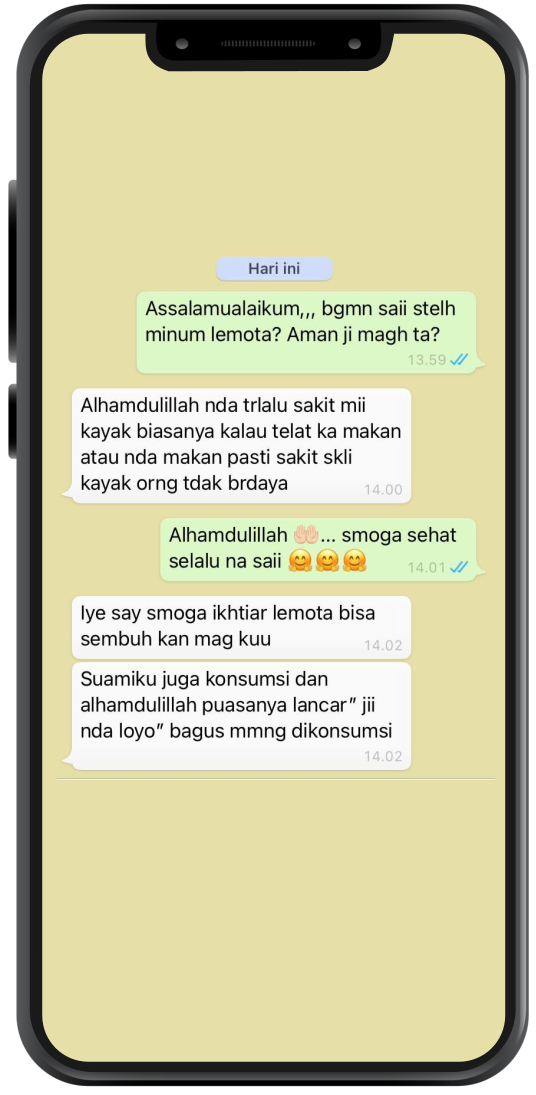 Hari ini
Assalamualaikum,,, bgmn saii stelh
minum lemota? Aman ji magh ta?
13.59
Alhamdulillah nda trlalu sakit mii
kayak biasanya kalau telat ka makan
atau nda makan pasti sakit skli
kayak orng tdak brdaya
14.00
Alhamdulillah 🤲🏻... smoga sehat
selalu na saii 🤗🤗🤗
14.01
Iye say smoga ikhtiar lemota bisa
sembuh kan mag kuu
14.02
Suamiku juga konsumsi dan
alhamdulillah puasanya lancar” jii
nda loyo” bagus mmng dikonsumsi
14.02